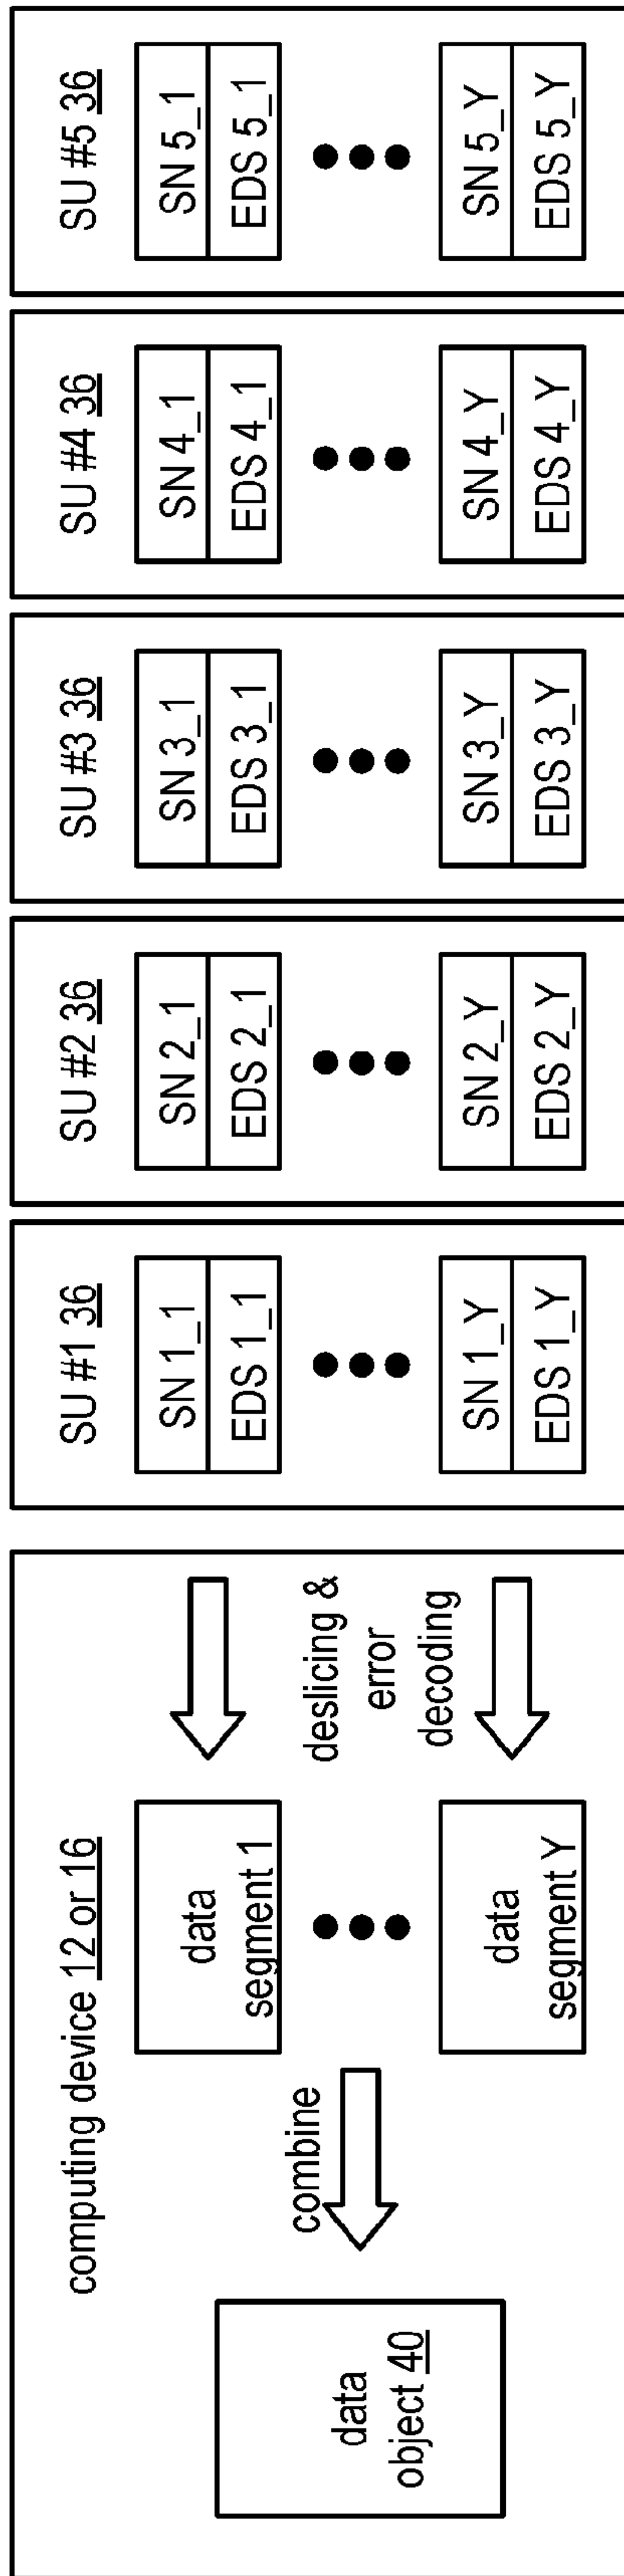 computing device 12 or 16
data
object 40
combine
data
segment 1
data
segment Y
deslicing &
error
decoding
SU #1 36
SN 1_1
EDS 1_1
SN 1_Y
EDS 1_Y
SU #2 36
SN 2_1
EDS 2_1
SN 2_Y
EDS 2_Y
SU #3 36
SN 3_1
EDS 3_1
SN 3_Y
EDS 3_Y
SU #4 36
SN 4_1
EDS 4_1
SN 4_Y
EDS 4_Y
SU #5 36
SN 5_1
EDS 5_1
SN 5_Y
EDS 5_Y